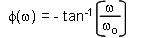 ϕ(ω) = - tan⁻¹(ω/ωₒ)